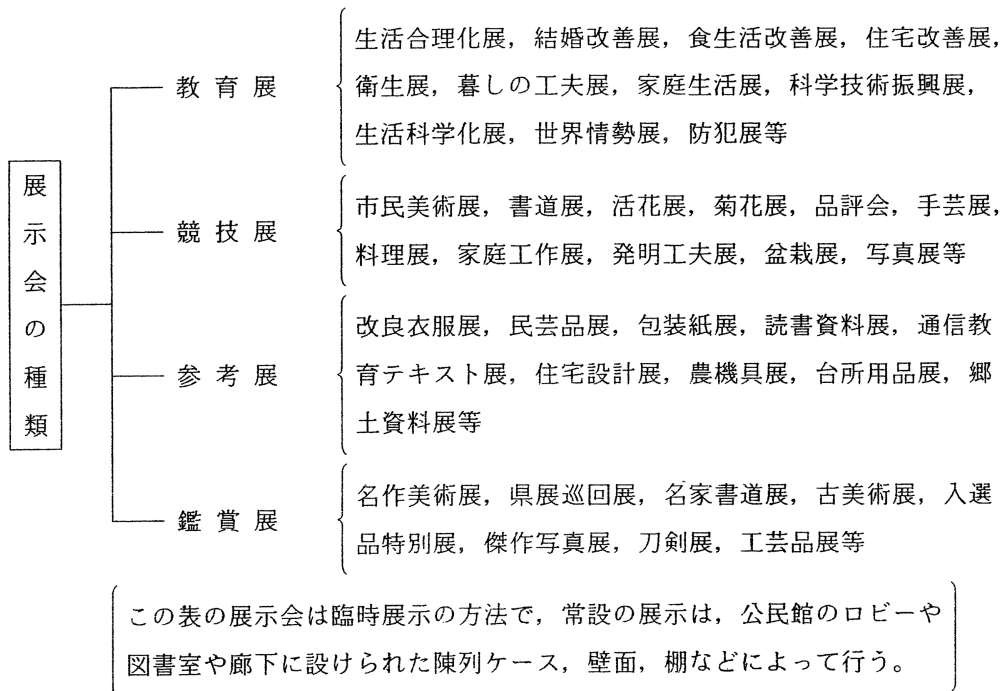 展示会の種類
教育展
生活合理化展，結婚改善展，食生活改善展，住宅改善展，
衛生展，暮しの工夫展，家庭生活展，科学技術振興展，
生活科学化展，世界情勢展，防犯展等
競技展
市民美術展，書道展，活花展，菊花展，品評会，手芸展，
料理展，家庭工作展，発明工夫展，盆栽展，写真展等
参考展
改良衣服展，民芸品展，包装紙展，読書資料展，通信教
育テキスト展，住宅設計展，農機具展，台所用品展，郷
土資料展等
鑑賞展
名作美術展，県展巡回展，名家書道展，古美術展，入選
品特別展，傑作写真展，刀剣展，工芸品展等
この表の展示会は臨時展示の方法で，常設の展示は，公民館のロビーや
図書室や廊下に設けられた陳列ケース，壁面，棚などによって行う。